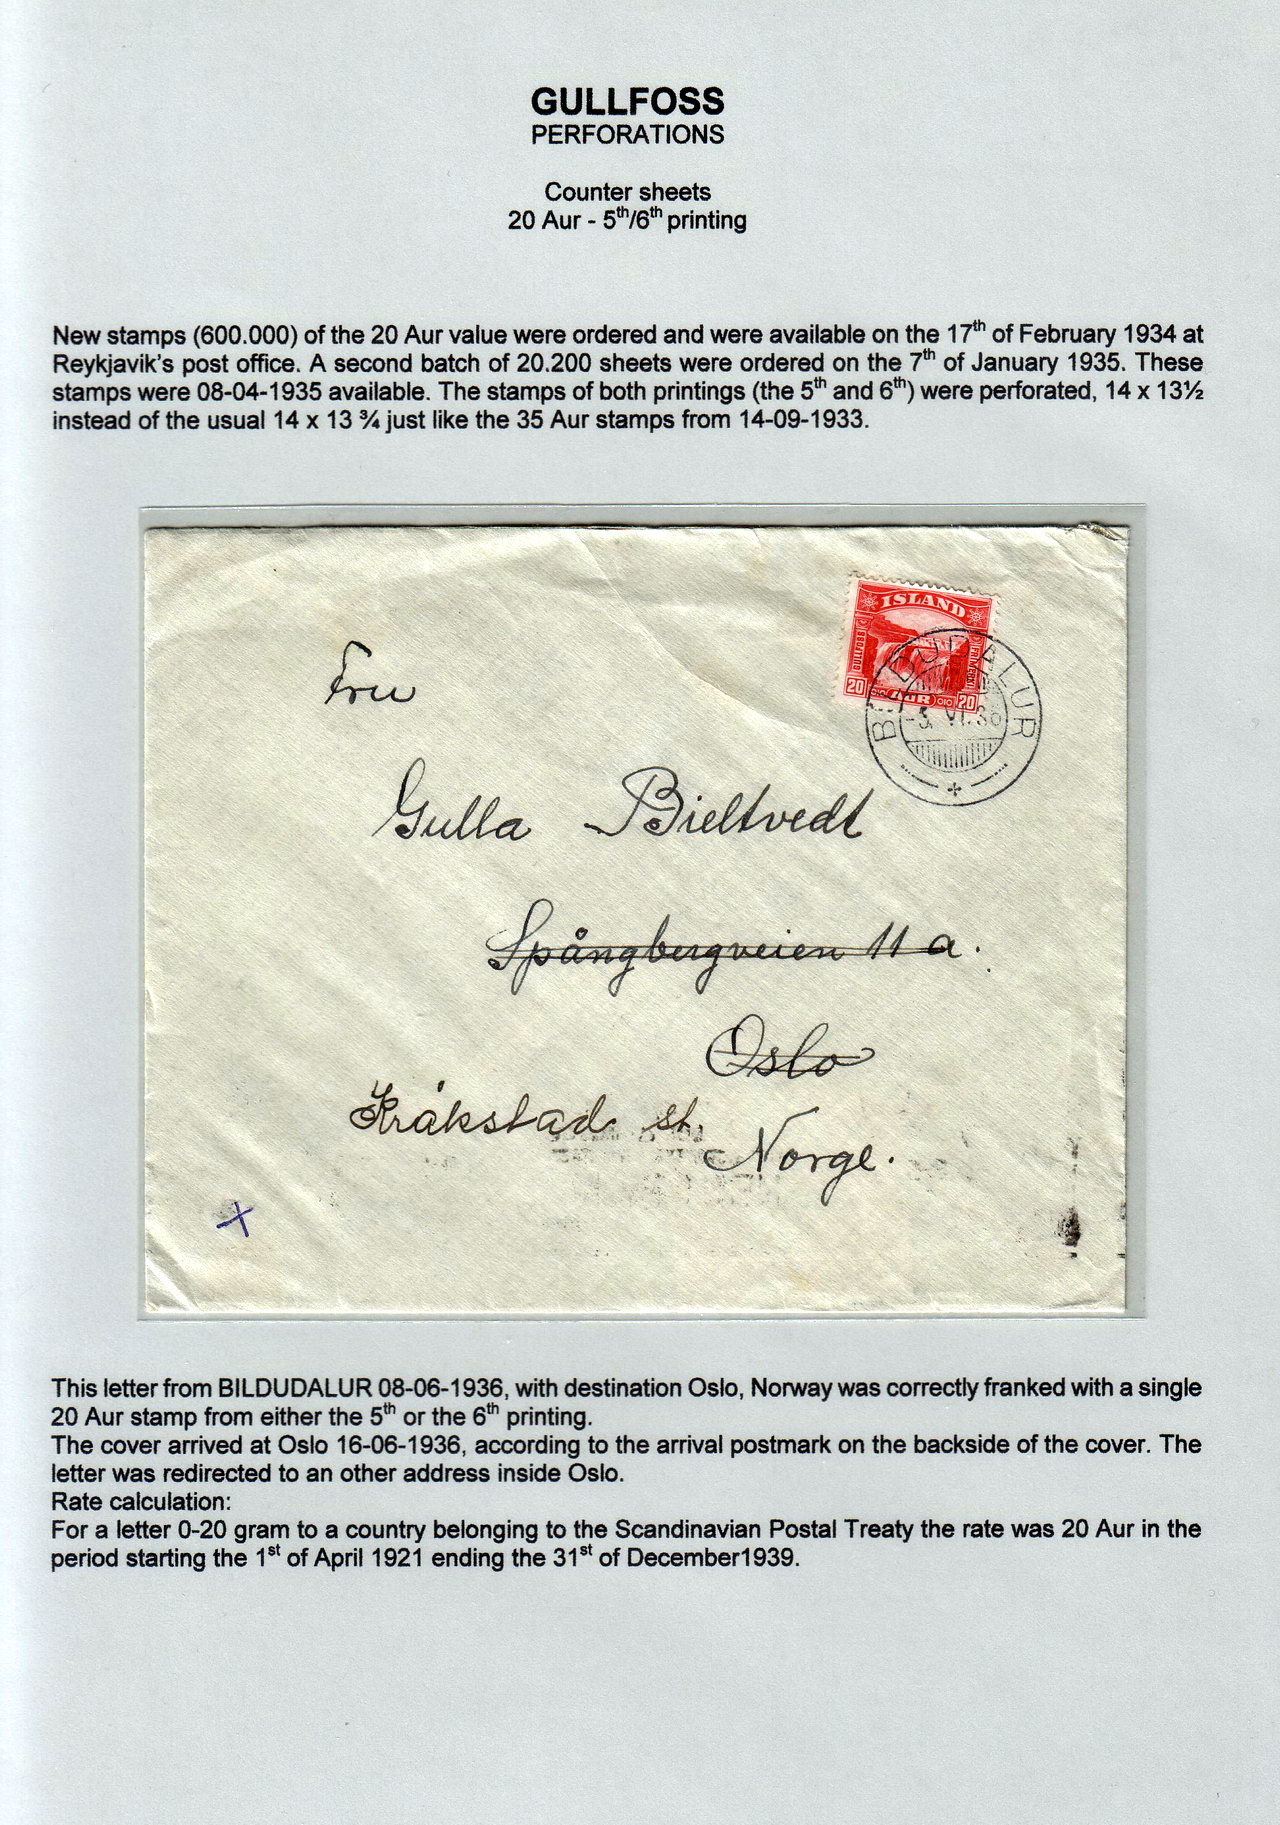 GULLFOSS
PERFORATIONS
Counter sheets
20 Aur - 5th/6th printing
New stamps (600.000) of the 20 Aur value were ordered and were available on the 17th of February 1934 at
Reykjavik's post office. A second batch of 20.200 sheets were ordered on the 7th of January 1935. These
stamps were 08-04-1935 available. The stamps of both printings (the 5th and 6th) were perforated, 14 x 13½
instead of the usual 14 x 13 ¾ just like the 35 Aur stamps from 14-09-1933.
ISLAND
GULLFOSS
FRIMERKI
20 AUR 20
BILDUDALUR
VI.36
Fru
Gulla Bieltvedt
Spångbergveien 11 a.
Oslo
Kråkstad st.
Norge.
This letter from BILDUDALUR 08-06-1936, with destination Oslo, Norway was correctly franked with a single
20 Aur stamp from either the 5th or the 6th printing.
The cover arrived at Oslo 16-06-1936, according to the arrival postmark on the backside of the cover. The
letter was redirected to an other address inside Oslo.
Rate calculation:
For a letter 0-20 gram to a country belonging to the Scandinavian Postal Treaty the rate was 20 Aur in the
period starting the 1st of April 1921 ending the 31st of December1939.